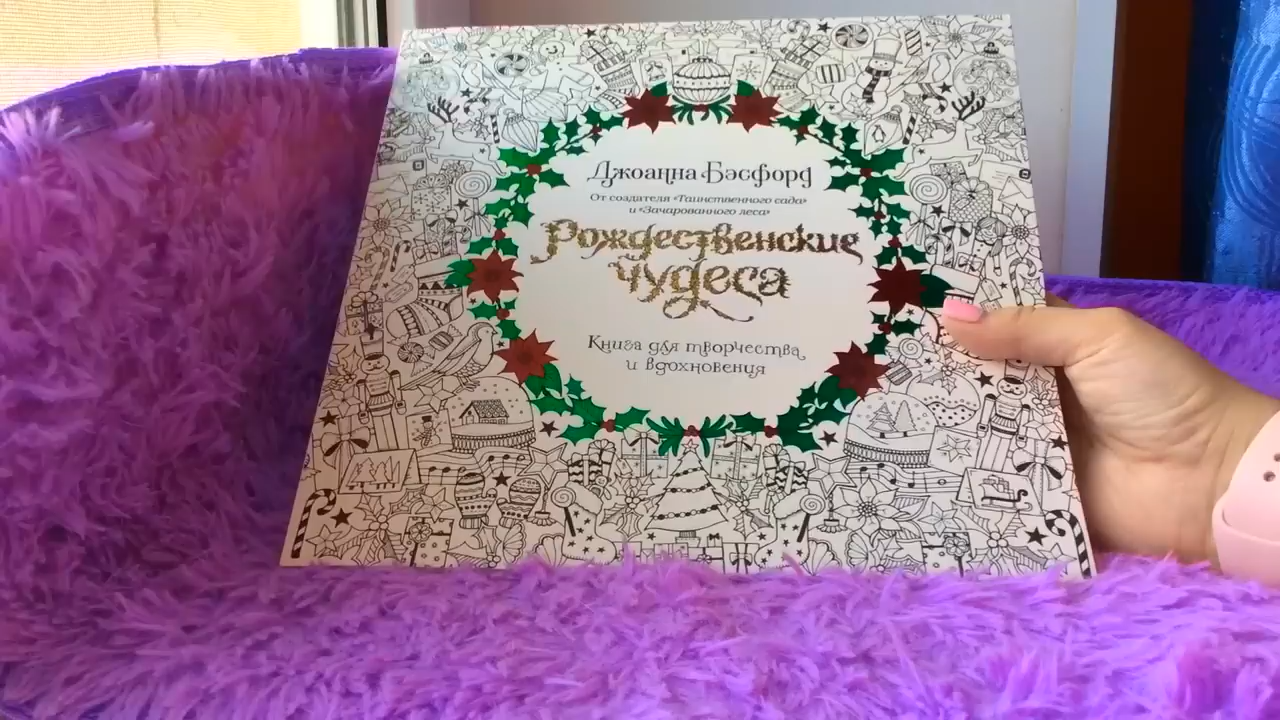 Джоанна Бэсфорд
От создателя «Таинственного сада»
и «Зачарованного леса»
Рождественские
чудеса
Книга для творчества
и вдохновения